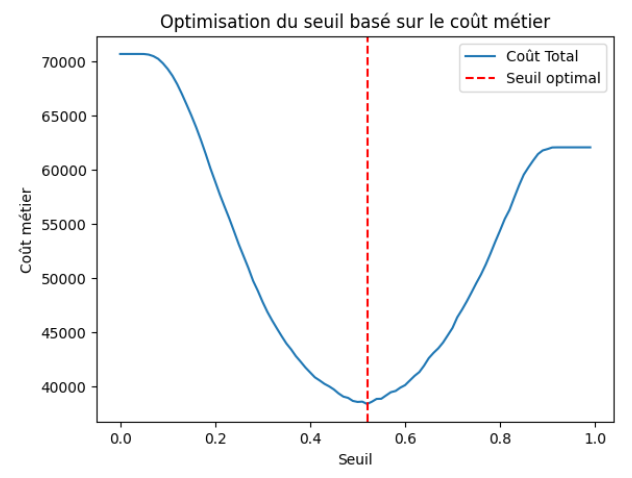 Optimisation du seuil basé sur le coût métier
Coût Total
Seuil optimal
Coût métier
70000
65000
60000
55000
50000
45000
40000
0.0 0.2 0.4 0.6 0.8 1.0
Seuil